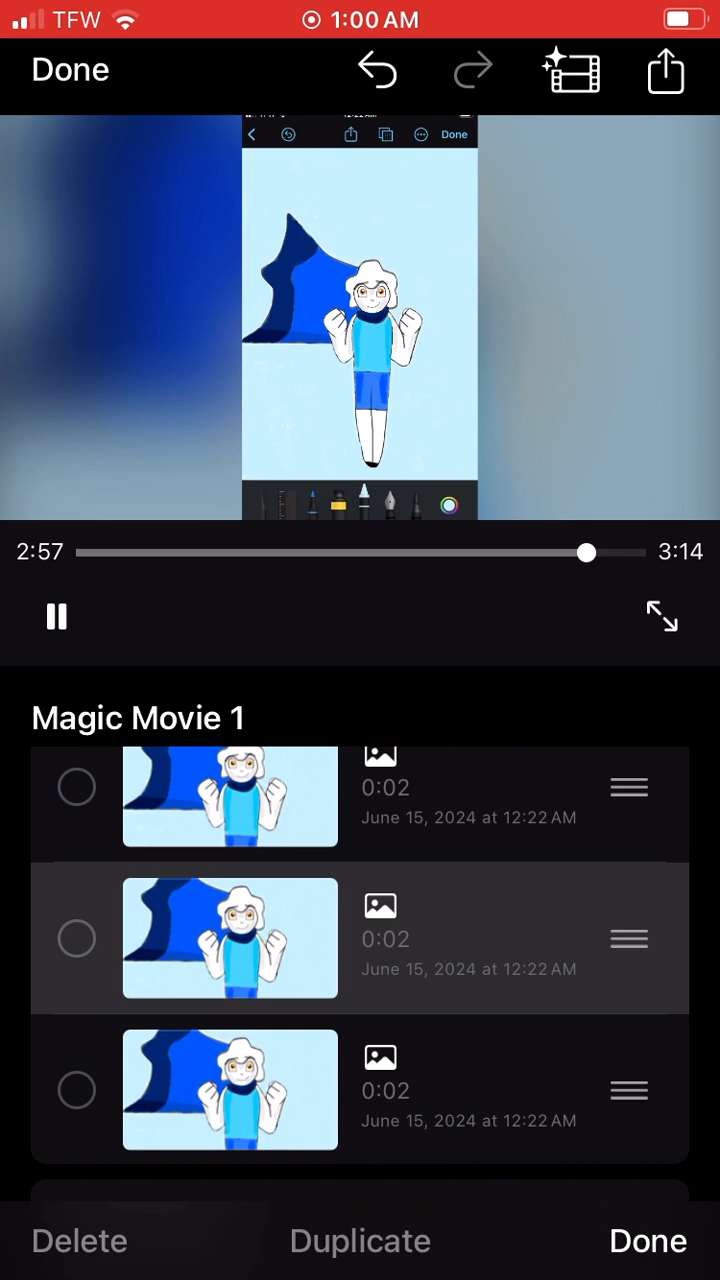 TFW 1:00 AM
Done
Done
2:57 3:14
Magic Movie 1
0:02
June 15, 2024 at 12:22 AM
0:02
June 15, 2024 at 12:22 AM
0:02
June 15, 2024 at 12:22 AM
Delete Duplicate Done